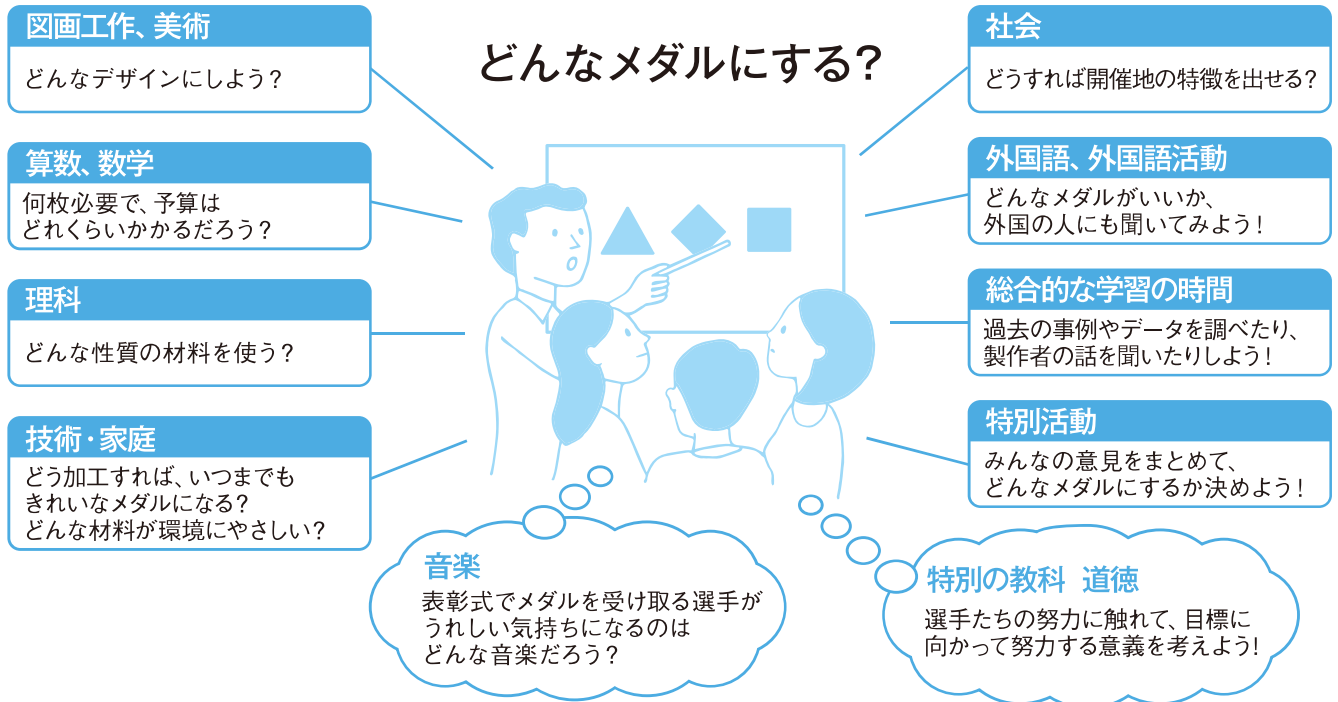 どんなメダルにする?
図画工作、美術
どんなデザインにしよう?
算数、数学
何枚必要で、予算は
どれくらいかかるだろう?
理科
どんな性質の材料を使う?
技術・家庭
どう加工すれば、いつまでも
きれいなメダルになる?
どんな材料が環境にやさしい?
社会
どうすれば開催地の特徴を出せる?
外国語、外国語活動
どんなメダルがいいか、
外国の人にも聞いてみよう!
総合的な学習の時間
過去の事例やデータを調べたり、
製作者の話を聞いたりしよう!
特別活動
みんなの意見をまとめて、
どんなメダルにするか決めよう!
音楽
表彰式でメダルを受け取る選手が
うれしい気持ちになるのは
どんな音楽だろう?
特別の教科 道徳
選手たちの努力に触れて、目標に
向かって努力する意義を考えよう!